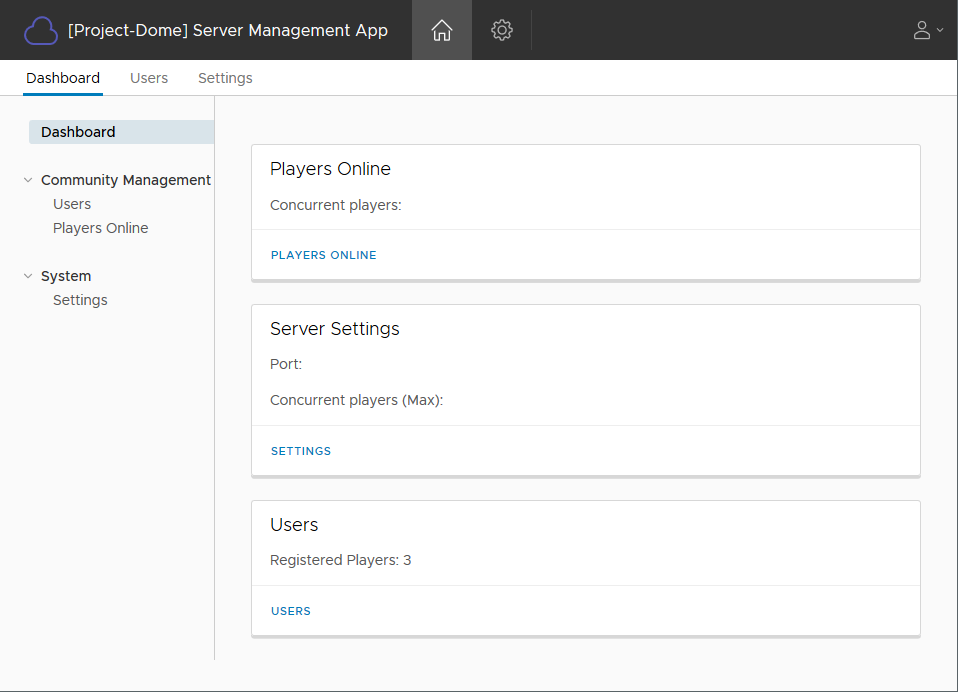 [Project-Dome] Server Management App
Dashboard Users Settings
Dashboard
Community Management
Users
Players Online
System
Settings
Players Online
Concurrent players:
PLAYERS ONLINE
Server Settings
Port:
Concurrent players (Max):
SETTINGS
Users
Registered Players: 3
USERS